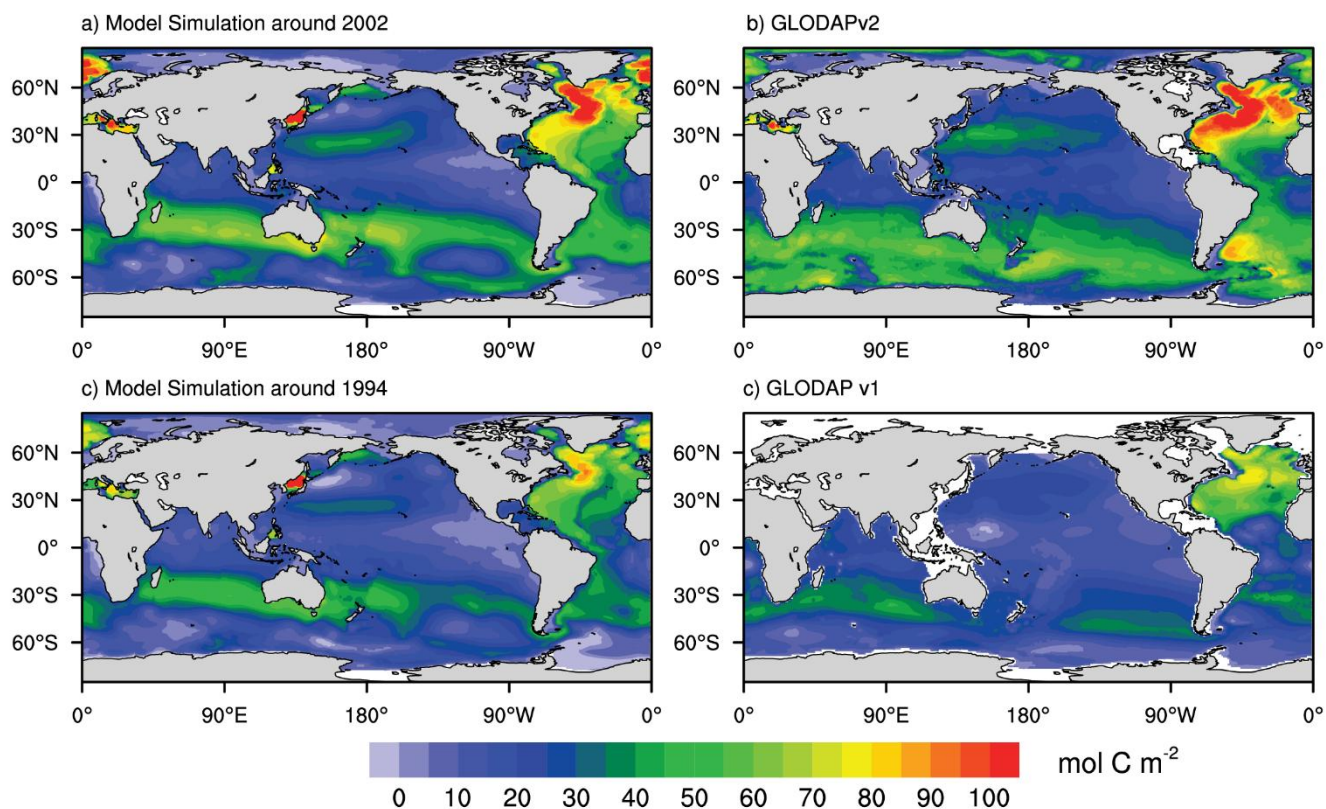 a) Model Simulation around 2002
b) GLODAPv2
60°N
30°N
0°
30°S
60°S
0° 90°E 180° 90°W 0°
60°N
30°N
0°
30°S
60°S
0° 90°E 180° 90°W 0°
c) Model Simulation around 1994
c) GLODAP v1
60°N
30°N
0°
30°S
60°S
0° 90°E 180° 90°W 0°
60°N
30°N
0°
30°S
60°S
0° 90°E 180° 90°W 0°
mol C m-2
0 10 20 30 40 50 60 70 80 90 100